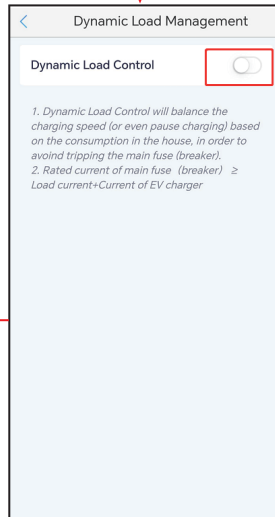 Dynamic Load Management
Dynamic Load Control
1. Dynamic Load Control will balance the
charging speed (or even pause charging) based
on the consumption in the house, in order to
avoind tripping the main fuse (breaker).
2. Rated current of main fuse（breaker） ≥
Load current+Current of EV charger